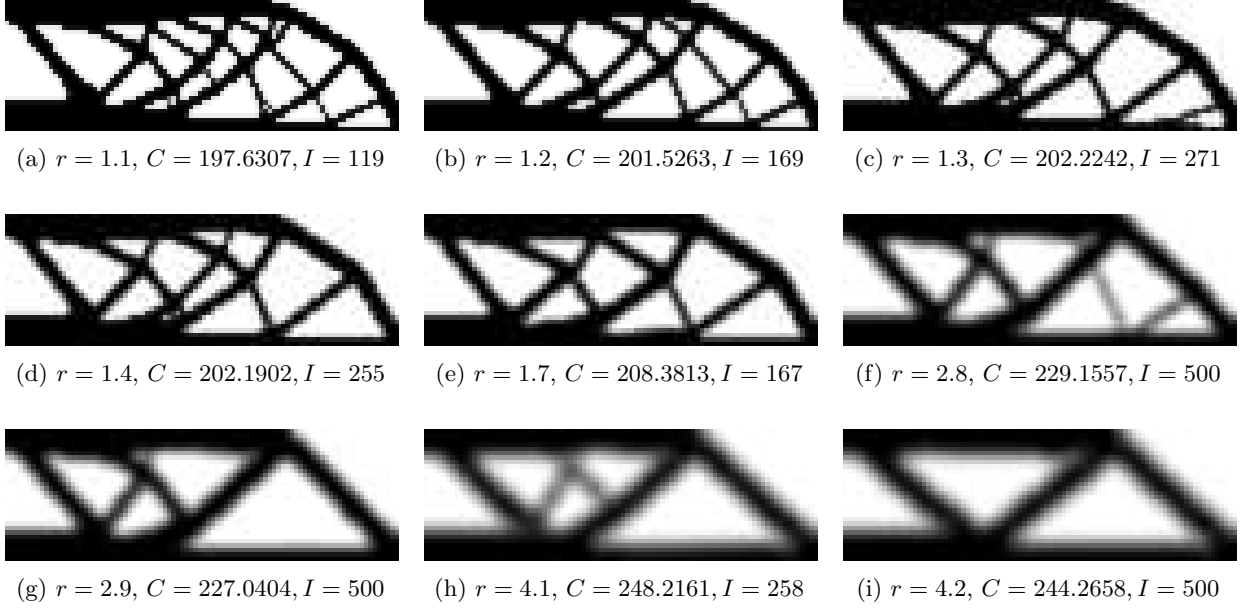 (a) r = 1.1, C = 197.6307, I = 119
(b) r = 1.2, C = 201.5263, I = 169
(c) r = 1.3, C = 202.2242, I = 271
(d) r = 1.4, C = 202.1902, I = 255
(e) r = 1.7, C = 208.3813, I = 167
(f) r = 2.8, C = 229.1557, I = 500
(g) r = 2.9, C = 227.0404, I = 500
(h) r = 4.1, C = 248.2161, I = 258
(i) r = 4.2, C = 244.2658, I = 500